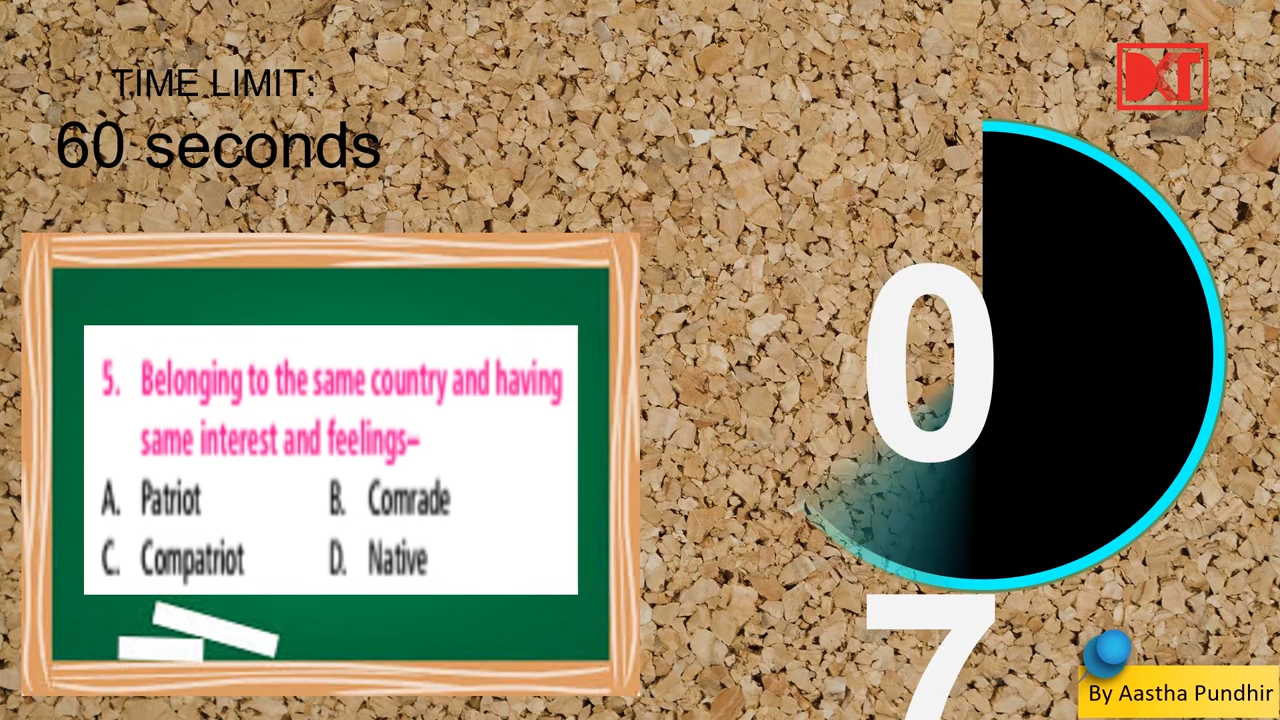 TIME LIMIT:
60 seconds
DKT
5. Belonging to the same country and having
same interest and feelings–
A. Patriot B. Comrade
C. Compatriot D. Native
0
7
By Aastha Pundhir